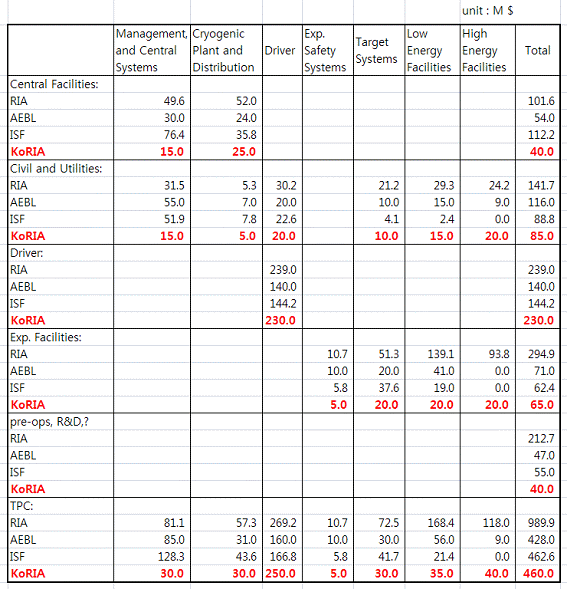 unit : M $
Management, and Central Systems Cryogenic Plant and Distribution Driver Exp. Safety Systems Target Systems Low Energy Facilities High Energy Facilities Total
Central Facilities:
RIA 49.6 52.0 101.6
AEBL 30.0 24.0 54.0
ISF 76.4 35.8 112.2
KoRIA 15.0 25.0 40.0
Civil and Utilities:
RIA 31.5 5.3 30.2 21.2 29.3 24.2 141.7
AEBL 55.0 7.0 20.0 10.0 15.0 9.0 116.0
ISF 51.9 7.8 22.6 4.1 2.4 0.0 88.8
KoRIA 15.0 5.0 20.0 10.0 15.0 20.0 85.0
Driver:
RIA 239.0 239.0
AEBL 140.0 140.0
ISF 144.2 144.2
KoRIA 230.0 230.0
Exp. Facilities:
RIA 10.7 51.3 139.1 93.8 294.9
AEBL 10.0 20.0 41.0 0.0 71.0
ISF 5.8 37.6 19.0 0.0 62.4
KoRIA 5.0 20.0 20.0 20.0 65.0
pre-ops, R&D,?
RIA 212.7
AEBL 47.0
ISF 55.0
KoRIA 40.0
TPC:
RIA 81.1 57.3 269.2 10.7 72.5 168.4 118.0 989.9
AEBL 85.0 31.0 160.0 10.0 30.0 56.0 9.0 428.0
ISF 128.3 43.6 166.8 5.8 41.7 21.4 0.0 462.6
KoRIA 30.0 30.0 250.0 5.0 30.0 35.0 40.0 460.0